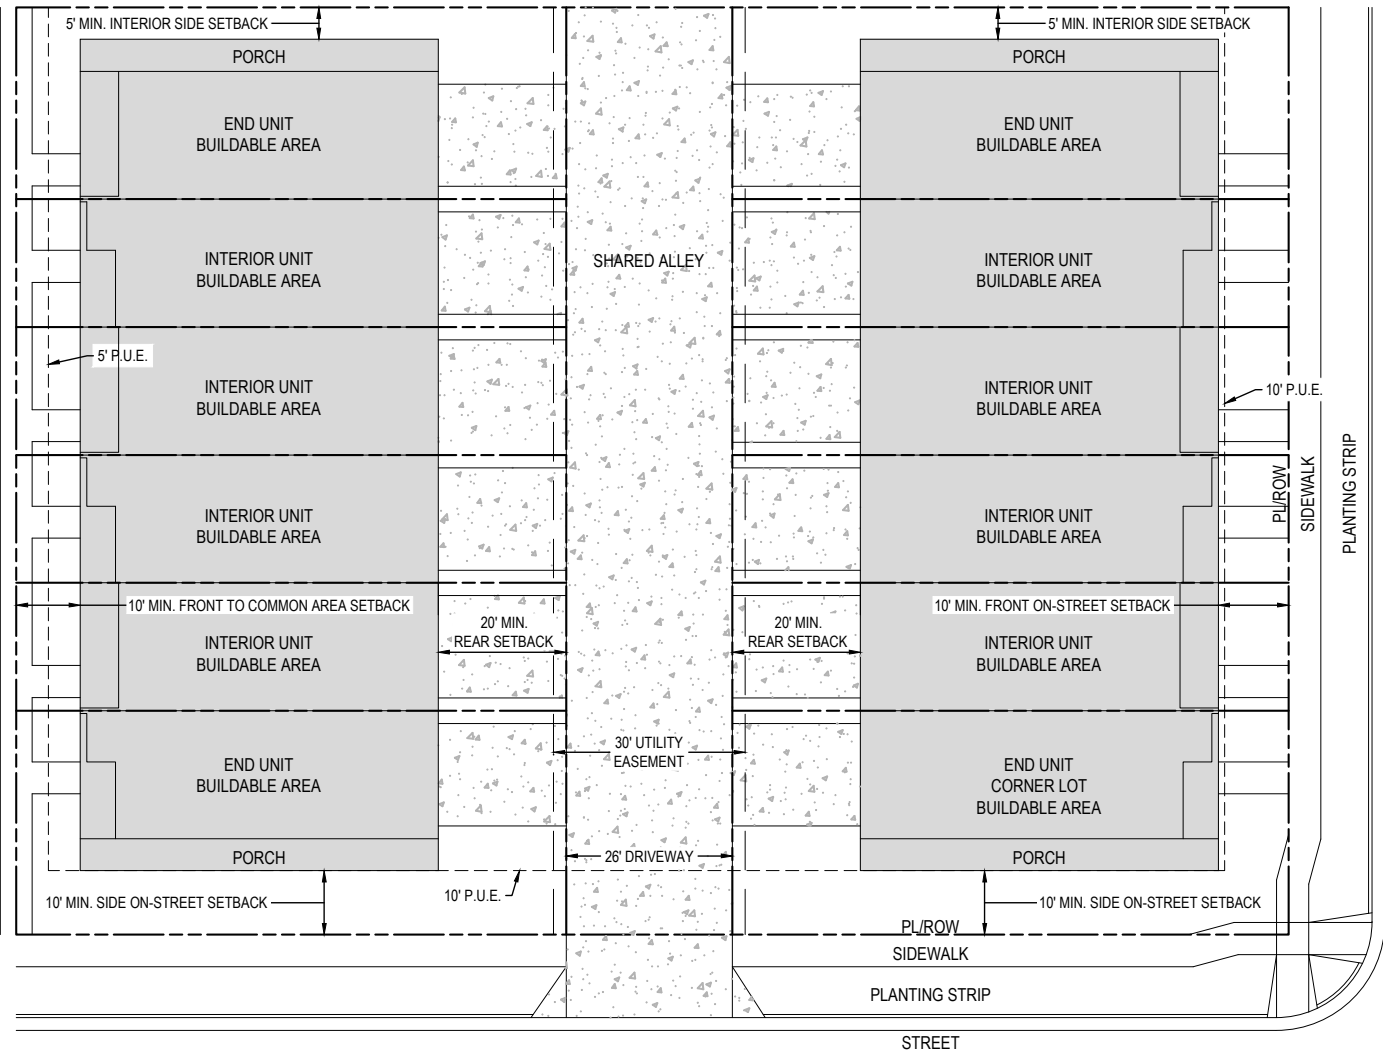 5' MIN. INTERIOR SIDE SETBACK
5' MIN. INTERIOR SIDE SETBACK
PORCH
PORCH
END UNIT
BUILDABLE AREA
END UNIT
BUILDABLE AREA
INTERIOR UNIT
BUILDABLE AREA
SHARED ALLEY
INTERIOR UNIT
BUILDABLE AREA
5' P.U.E.
INTERIOR UNIT
BUILDABLE AREA
INTERIOR UNIT
BUILDABLE AREA
10' P.U.E.
PL/ROW
SIDEWALK
PLANTING STRIP
INTERIOR UNIT
BUILDABLE AREA
INTERIOR UNIT
BUILDABLE AREA
10' MIN. FRONT TO COMMON AREA SETBACK
10' MIN. FRONT ON-STREET SETBACK
INTERIOR UNIT
BUILDABLE AREA
20' MIN.
REAR SETBACK
20' MIN.
REAR SETBACK
INTERIOR UNIT
BUILDABLE AREA
30' UTILITY
EASEMENT
END UNIT
BUILDABLE AREA
END UNIT
CORNER LOT
BUILDABLE AREA
PORCH
26' DRIVEWAY
PORCH
10' MIN. SIDE ON-STREET SETBACK
10' P.U.E.
10' MIN. SIDE ON-STREET SETBACK
PL/ROW
SIDEWALK
PLANTING STRIP
STREET